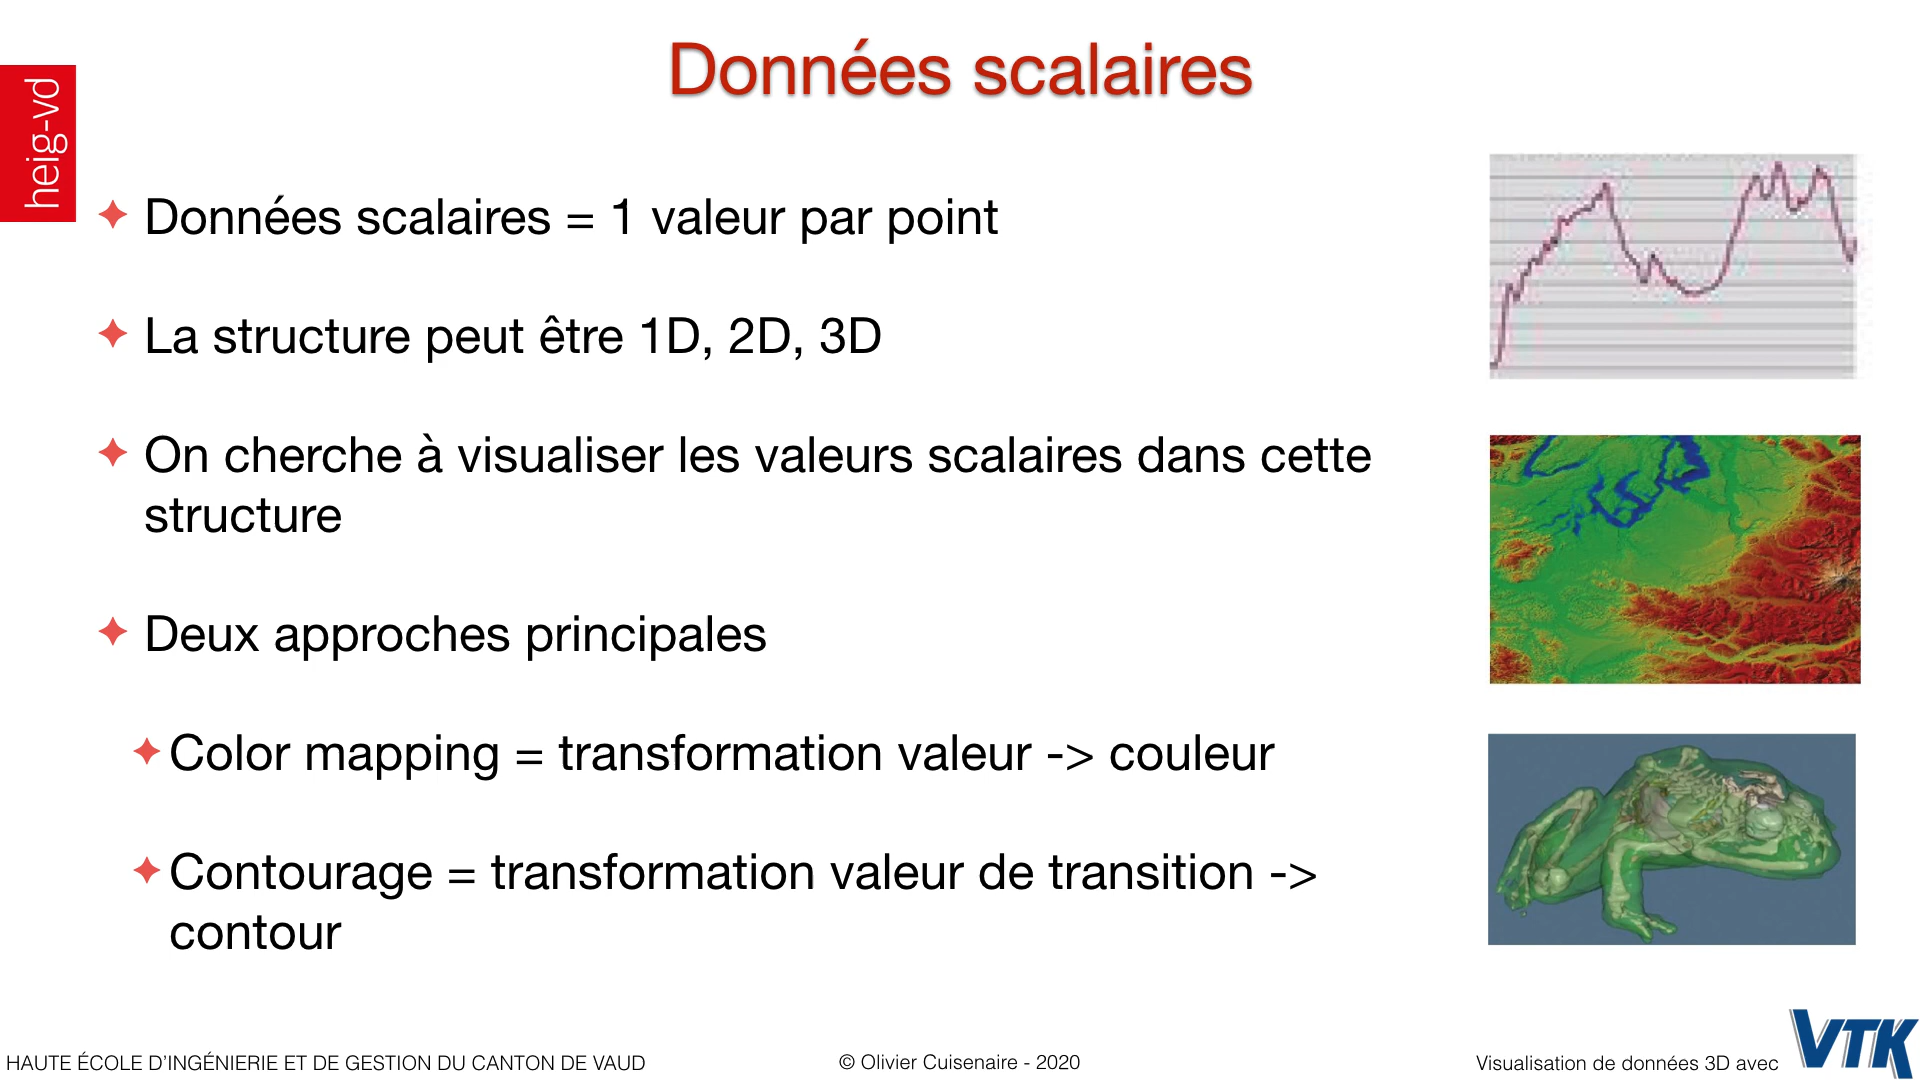 Données scalaires
heig-vd
Données scalaires = 1 valeur par point
La structure peut être 1D, 2D, 3D
On cherche à visualiser les valeurs scalaires dans cette
structure
Deux approches principales
Color mapping = transformation valeur -> couleur
Contourage = transformation valeur de transition ->
contour
HAUTE ÉCOLE D'INGÉNIERIE ET DE GESTION DU CANTON DE VAUD
© Olivier Cuisenaire - 2020
Visualisation de données 3D avec
VTK